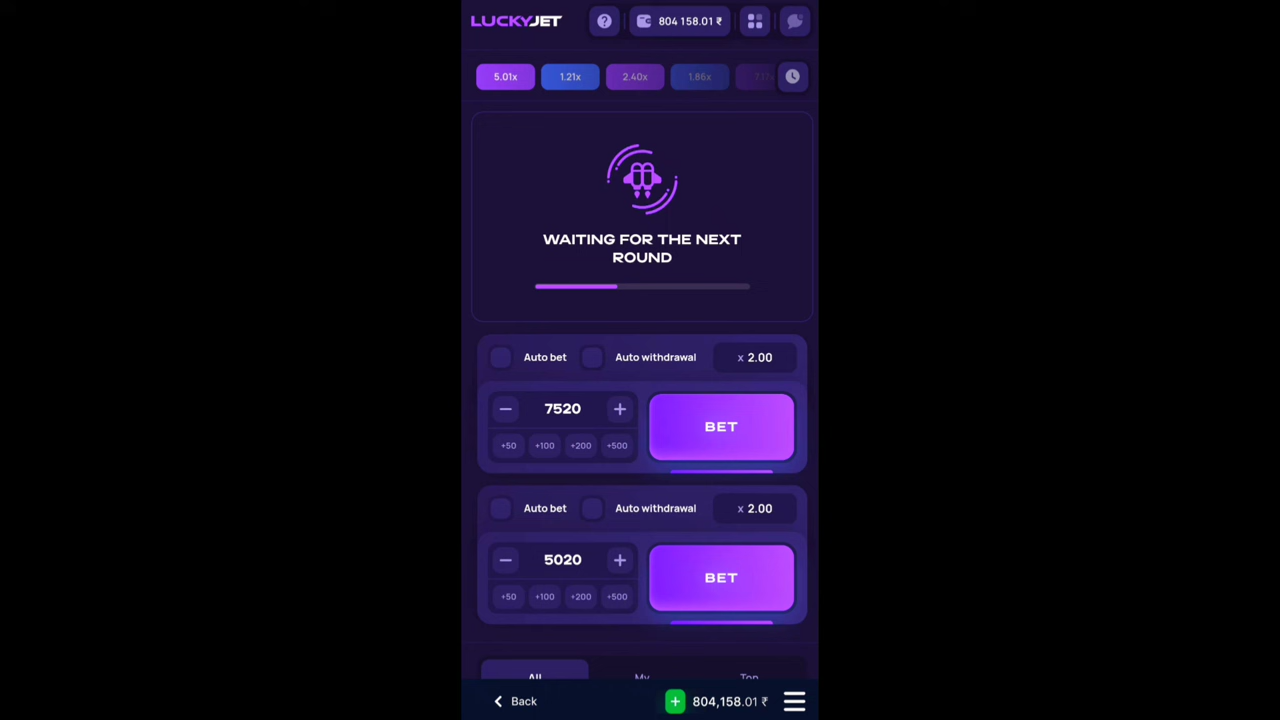 LUCKYJET
?
804 158.01 ₹
5.01x 1.21x 2.40x 1.86x
WAITING FOR THE NEXT
ROUND
Auto bet Auto withdrawal x 2.00
− 7520 +
BET
+50 +100 +200 +500
Auto bet Auto withdrawal x 2.00
− 5020 +
BET
+50 +100 +200 +500
All My Top
Back + 804,158.01 ₹